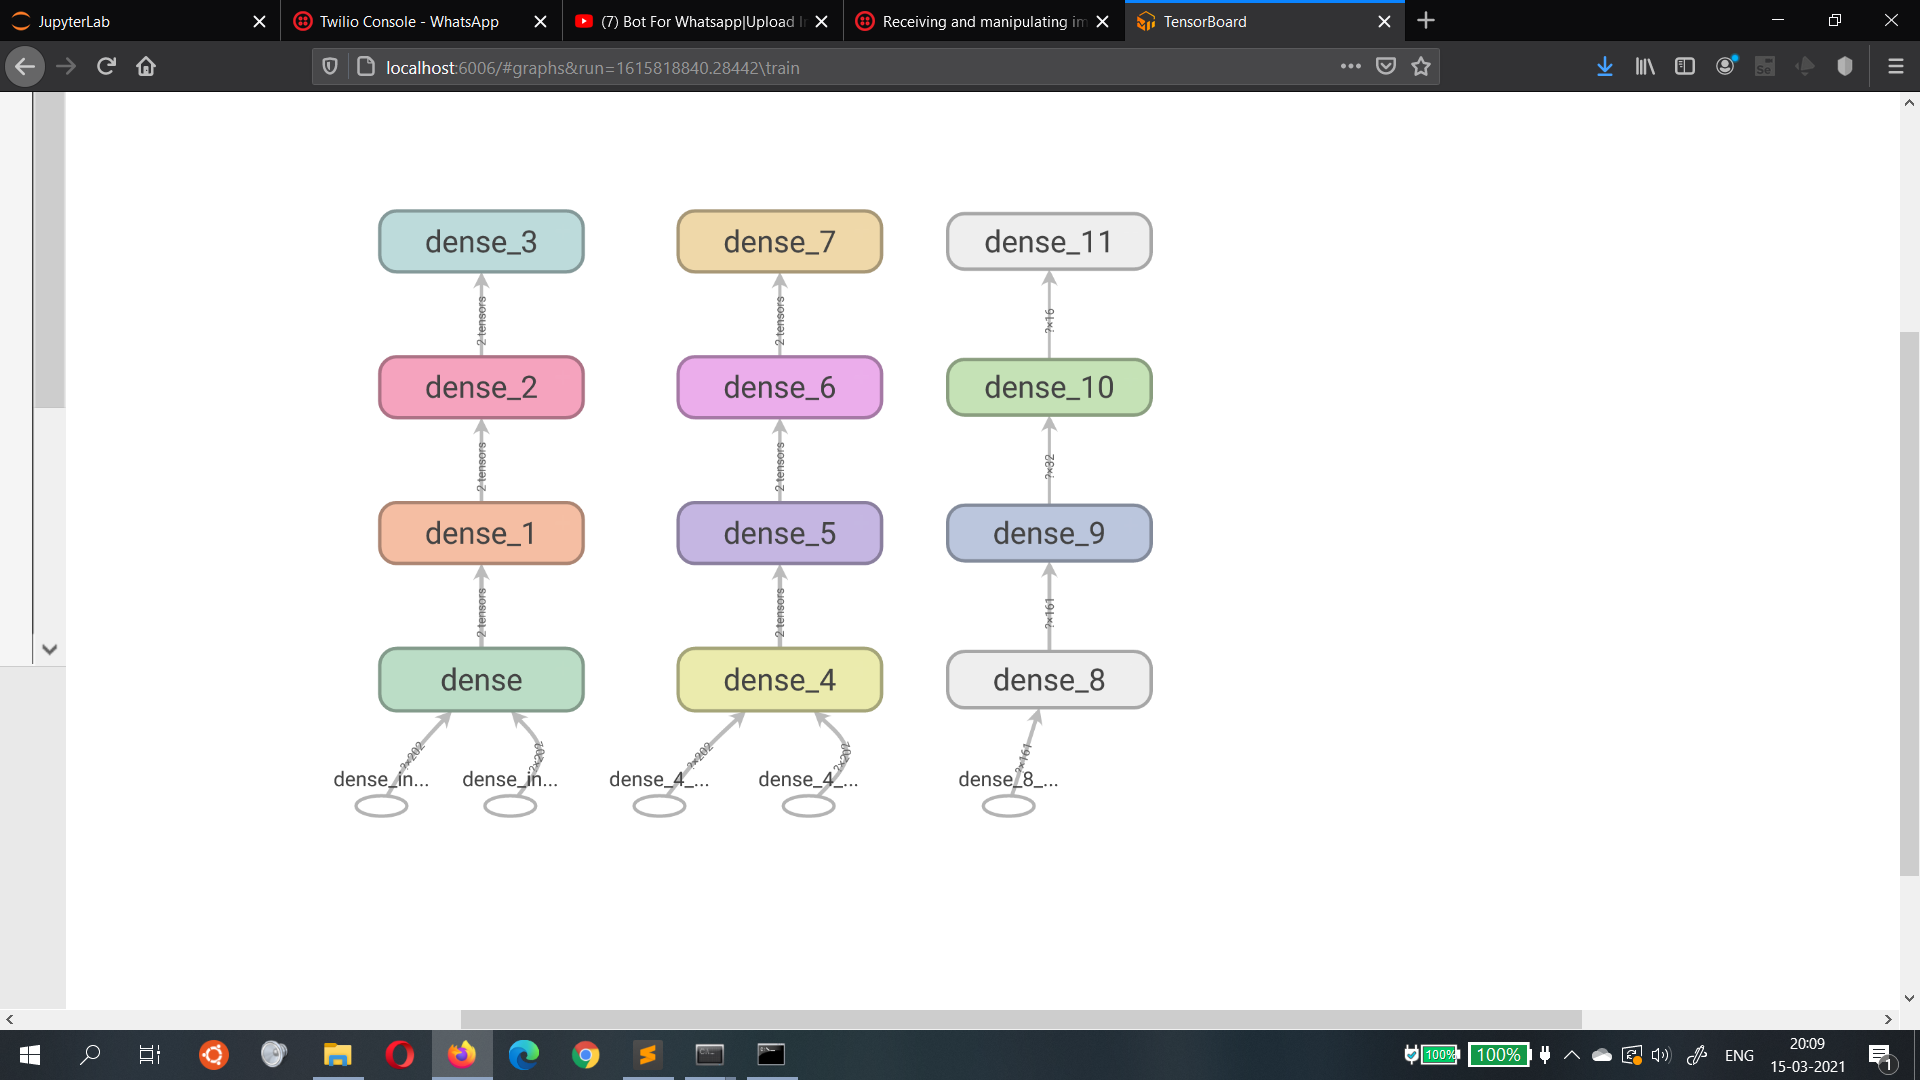 JupyterLab
Twilio Console - WhatsApp
(7) Bot For Whatsapp|Upload I
Receiving and manipulating im
TensorBoard
localhost:6006/#graphs&run=1615818840.28442\train
dense_3
dense_7
dense_11
2 tensors
2 tensors
?×16
dense_2
dense_6
dense_10
2 tensors
2 tensors
?×32
dense_1
dense_5
dense_9
2 tensors
2 tensors
?×161
dense
dense_4
dense_8
?×202
?×202
?×202
?×202
?×161
dense_in...
dense_in...
dense_4_...
dense_4_...
dense_8_...
100%
100%
ENG
20:09
15-03-2021
1